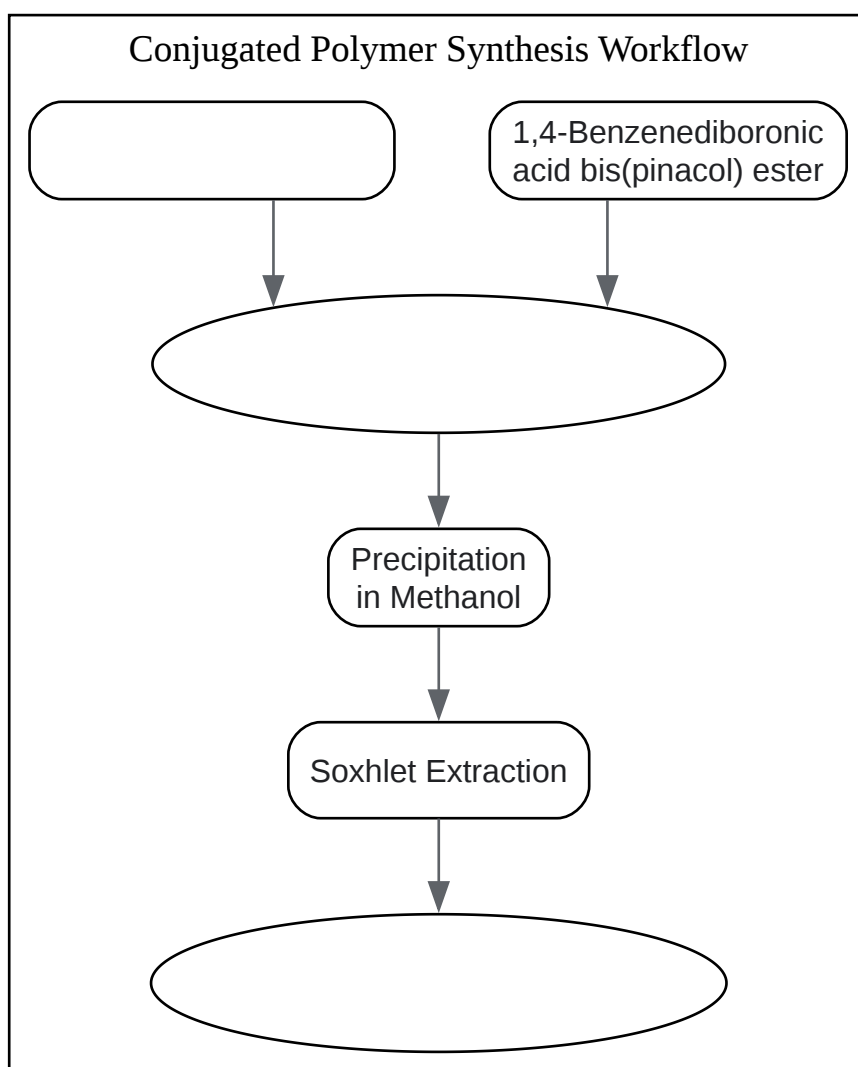 Conjugated Polymer Synthesis Workflow
1,4-Benzenediboronic
acid bis(pinacol) ester
Precipitation
in Methanol
Soxhlet Extraction